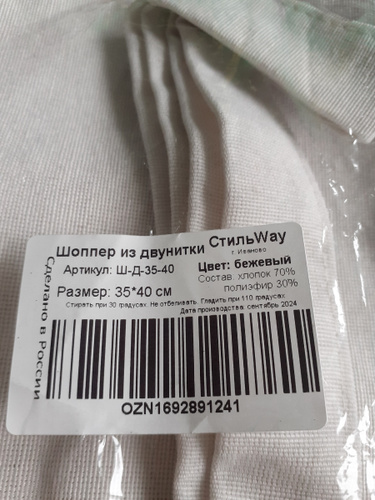 Шоппер из двунитки СтильWay
г. Иваново
Артикул: Ш-Д-35-40
Цвет: бежевый
Состав: хлопок 70%
полиэфир 30%
Размер: 35*40 см
Стирать при 30 градусах. Не отбеливать. Гладить при 110 градусах.
Дата производства: сентябрь 2024
OZN1692891241
Сделано в России